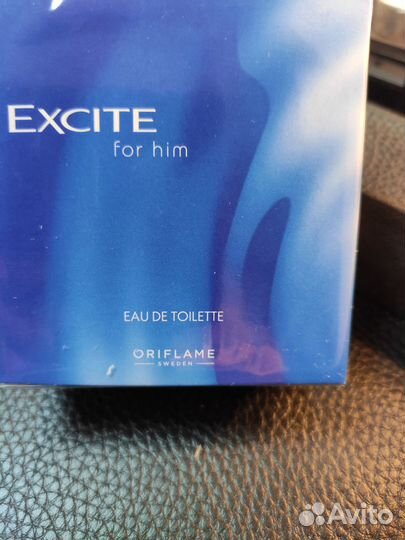 EXCITE
for him
EAU DE TOILETTE
ORIFLAME
SWEDEN
Avito